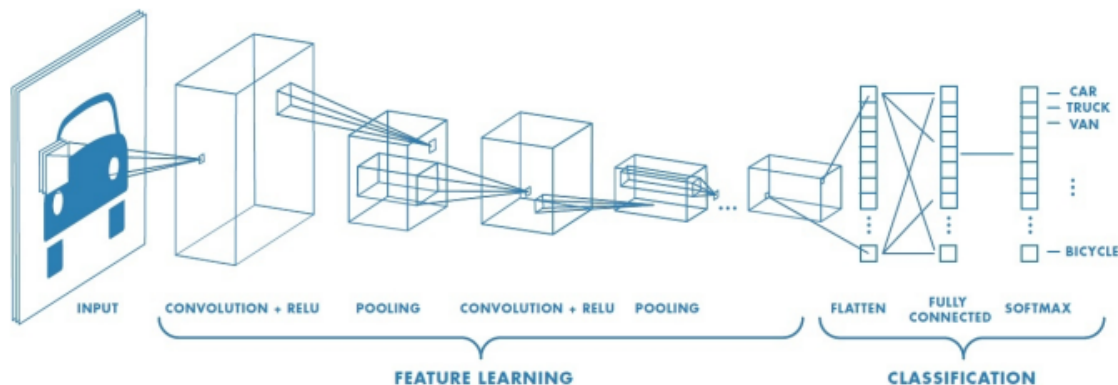 CAR
TRUCK
VAN
...
BICYCLE
INPUT
CONVOLUTION + RELU
POOLING
CONVOLUTION + RELU
POOLING
FLATTEN
FULLY
CONNECTED
SOFTMAX
FEATURE LEARNING
CLASSIFICATION